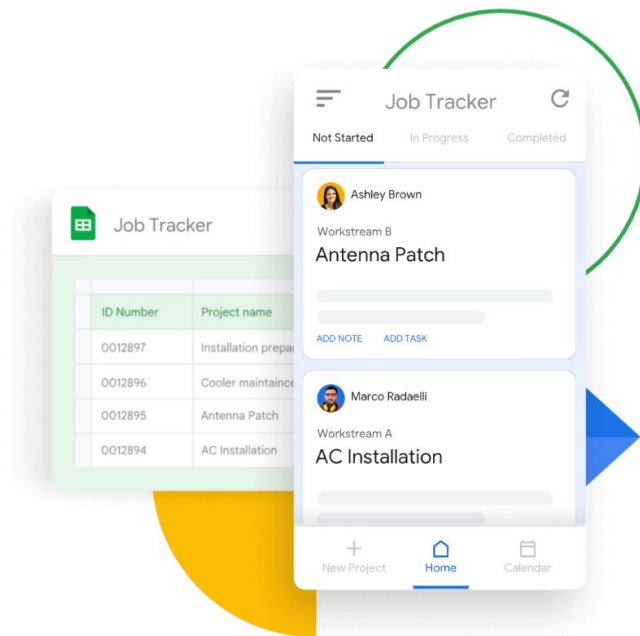 Job Tracker
ID Number Project name
0012897 Installation prepa
0012896 Cooler maintaince
0012895 Antenna Patch
0012894 AC Installation
Job Tracker
Not Started In Progress Completed
Ashley Brown
Workstream B
Antenna Patch
ADD NOTE ADD TASK
Marco Radaelli
Workstream A
AC Installation
New Project Home Calendar